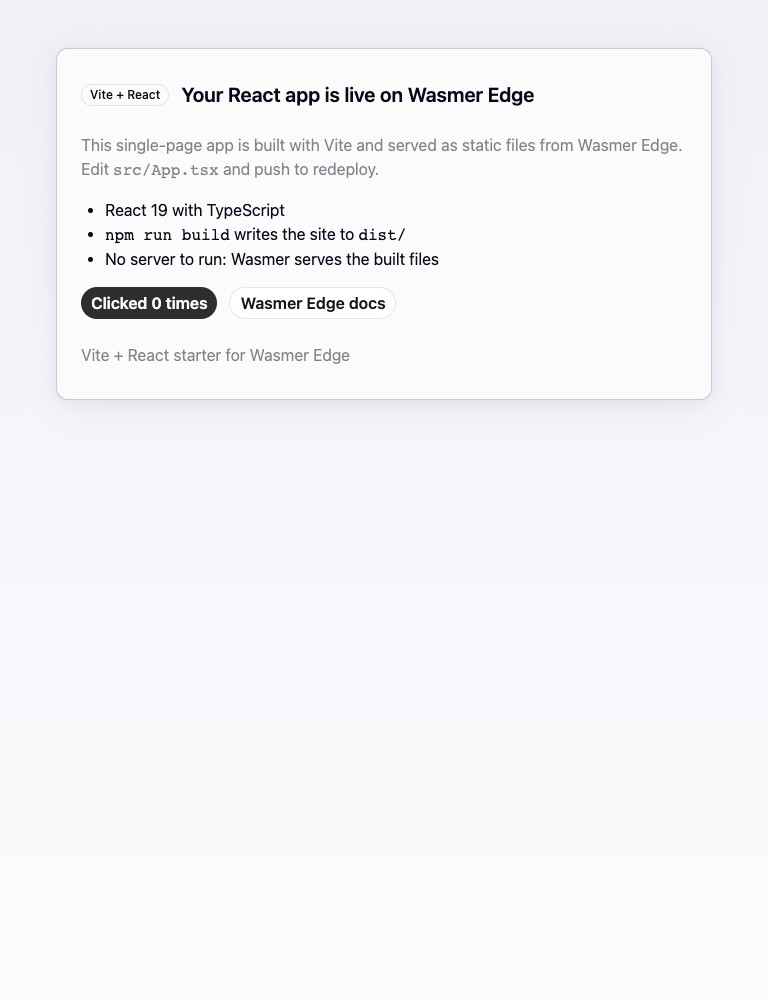 Vite + React
Your React app is live on Wasmer Edge
This single-page app is built with Vite and served as static files from Wasmer Edge.
Edit src/App.tsx and push to redeploy.
• React 19 with TypeScript
• npm run build writes the site to dist/
• No server to run: Wasmer serves the built files
Clicked 0 times
Wasmer Edge docs
Vite + React starter for Wasmer Edge